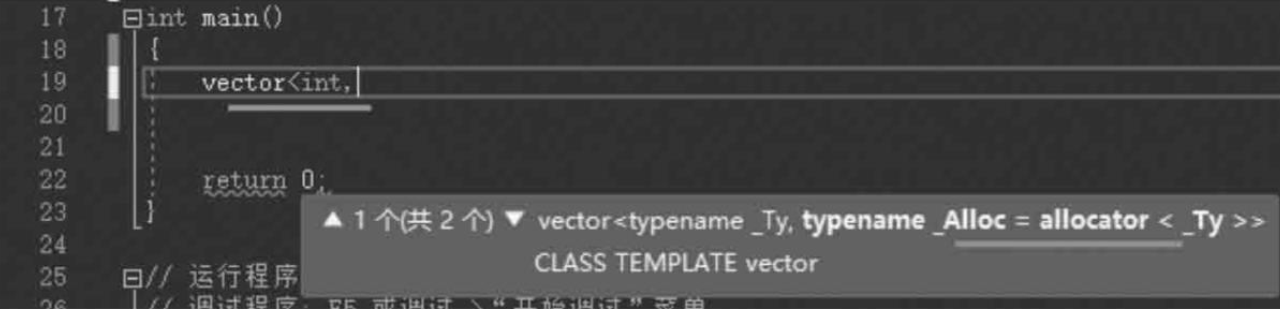 17 int main()
18 {
19 vector<int,
20
21
22 return 0;
23 }
24
▲ 1 个(共 2 个) ▼ vector<typename _Ty, typename _Alloc = allocator < _Ty >>
CLASS TEMPLATE vector
25 // 运行程序
26 // 调试程序: F5 或调试 >“开始调试”菜单